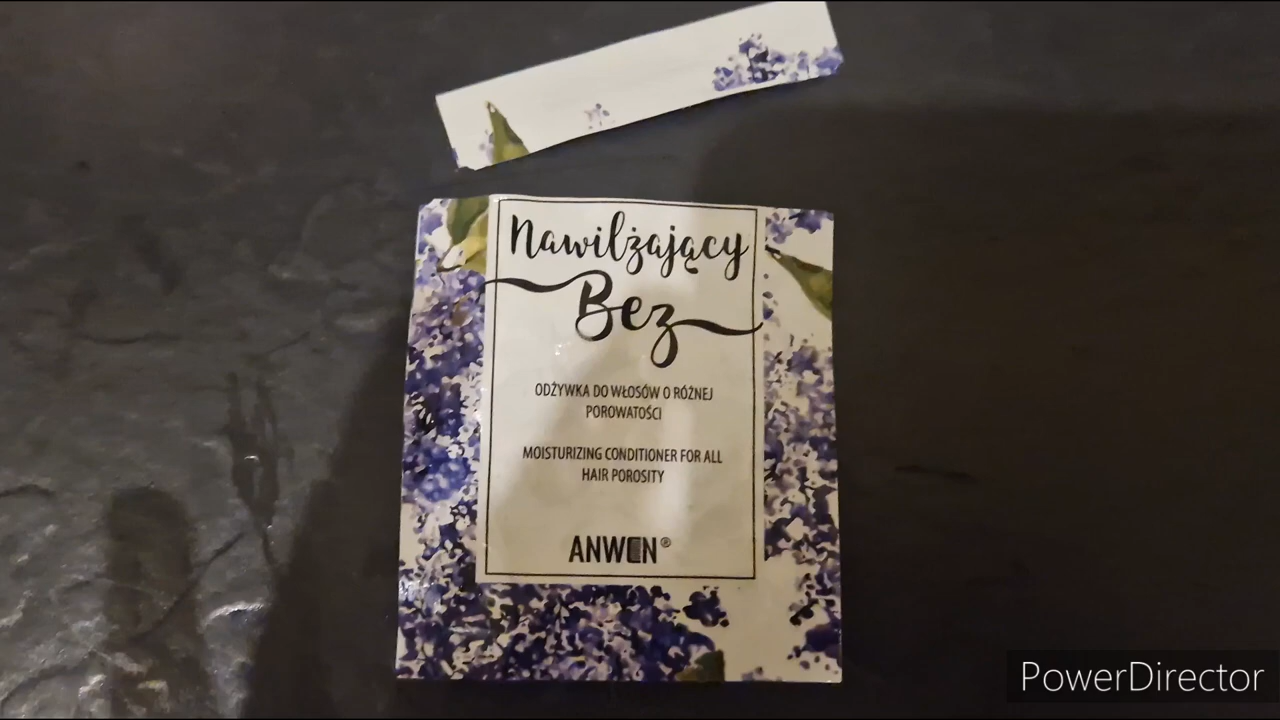 Nawilżający
Bez
ODŻYWKA DO WŁOSÓW O RÓŻNEJ
POROWATOŚCI
MOISTURIZING CONDITIONER FOR ALL
HAIR POROSITY
ANWEN®
PowerDirector